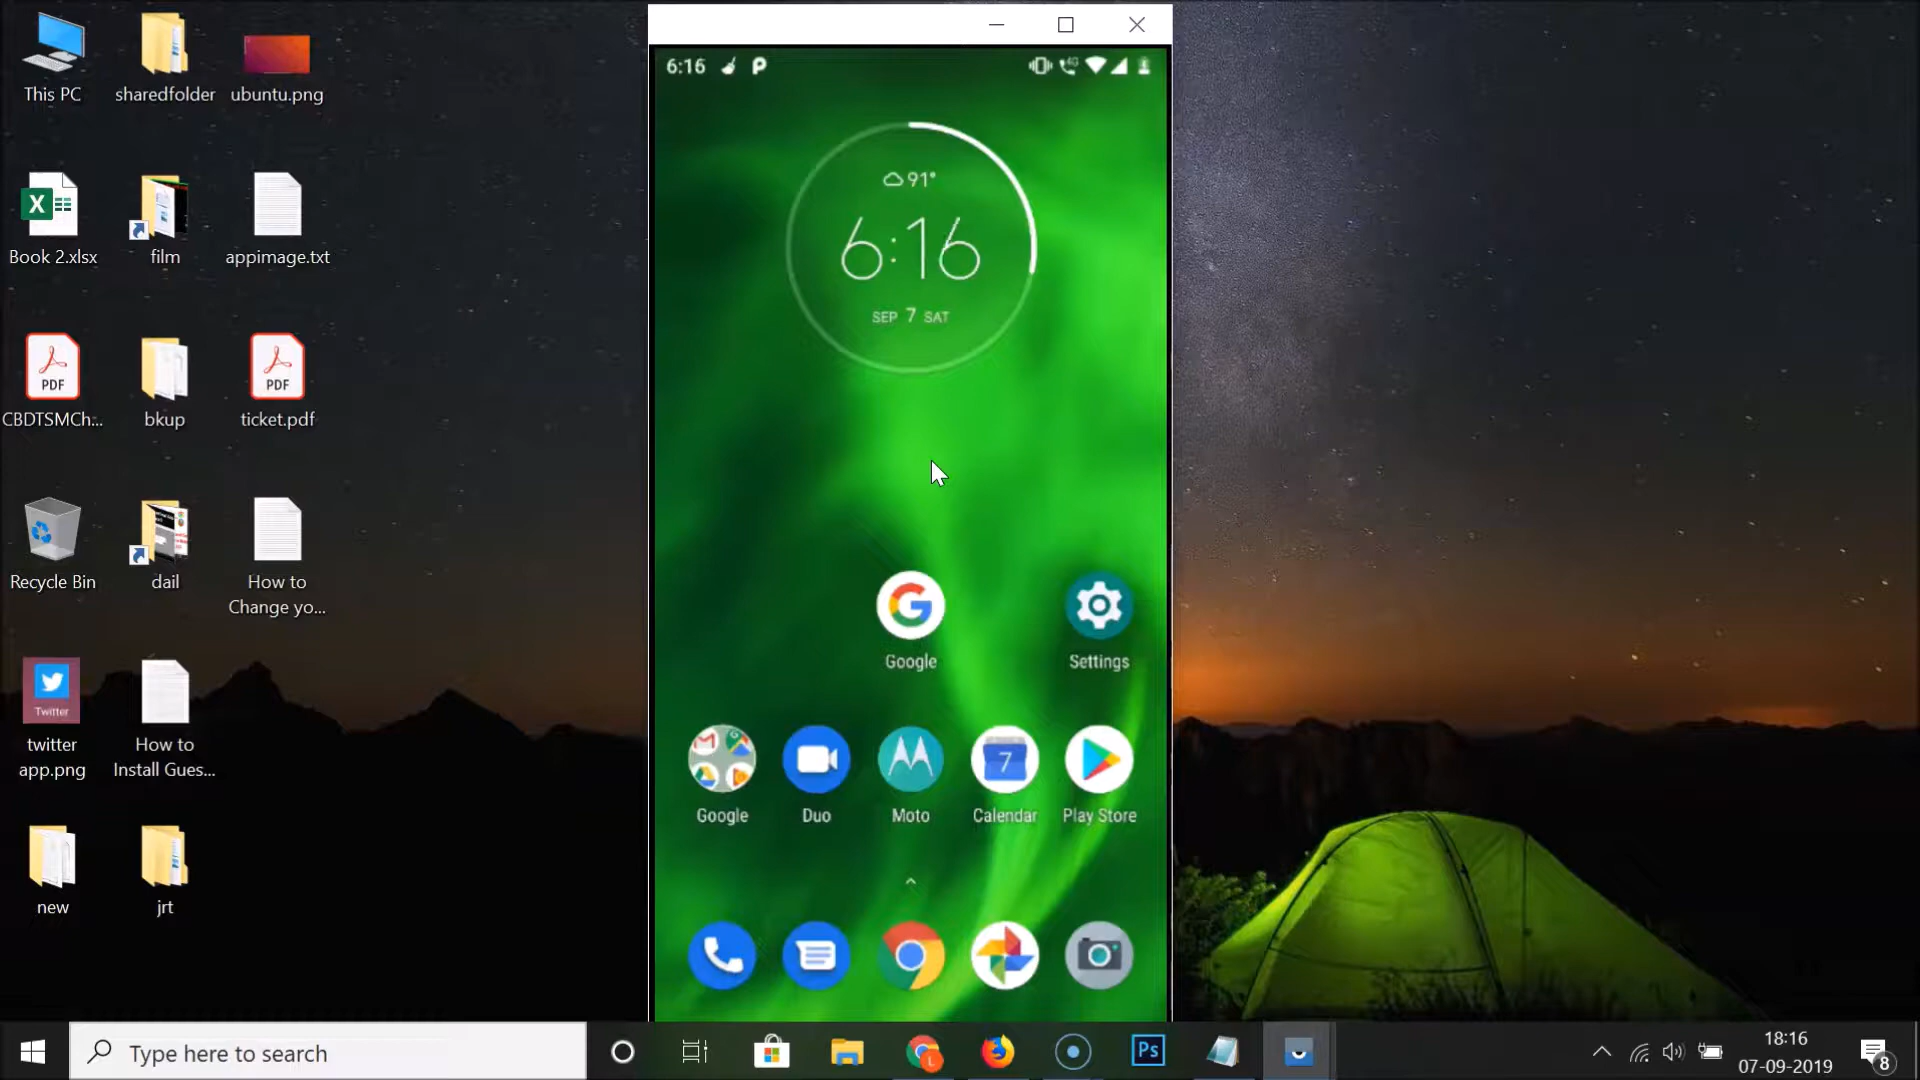 This PC
sharedfolder
ubuntu.png
Book 2.xlsx
film
appimage.txt
PDF
CBDTSMCh...
bkup
PDF
ticket.pdf
Recycle Bin
dail
How to
Change yo...
Twitter
twitter
app.png
How to
Install Gues...
new
jrt
6:16
4G
91°
6:16
SEP 7 SAT
Google
Settings
Google
Duo
Moto
7
Calendar
Play Store
Type here to search
L
Ps
18:16
07-09-2019
8